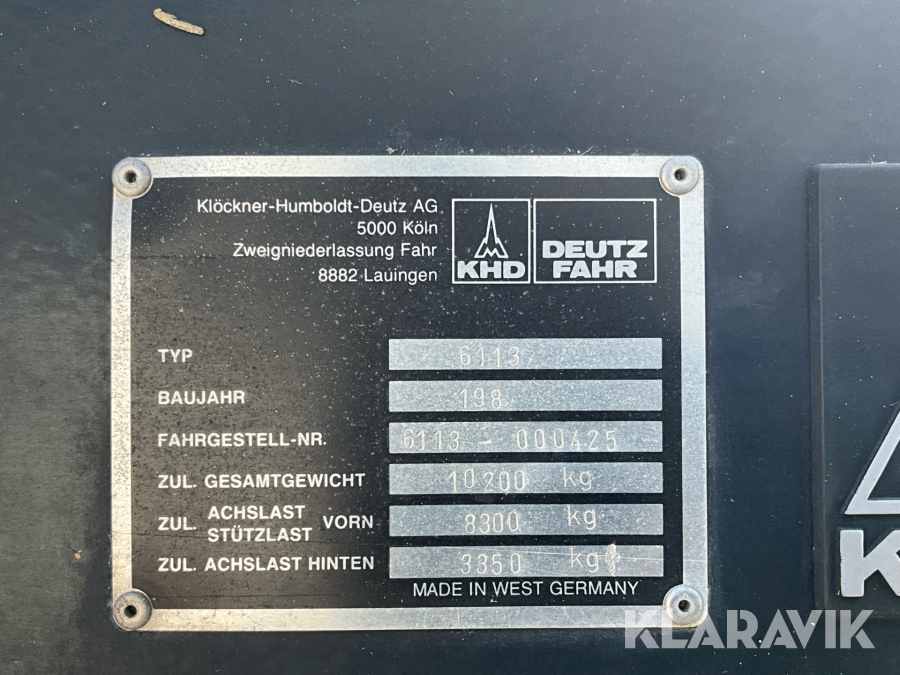 Klöckner-Humboldt-Deutz AG
5000 Köln
Zweigniederlassung Fahr
8882 Lauingen
KHD
DEUTZ
FAHR
TYP 6113
BAUJAHR 198
FAHRGESTELL-NR. 6113 - 000425
ZUL. GESAMTGEWICHT 10200 kg
ZUL. ACHSLAST STÜTZLAST VORN 8300 kg
ZUL. ACHSLAST HINTEN 3350 kg
MADE IN WEST GERMANY
K
KLARAVIK